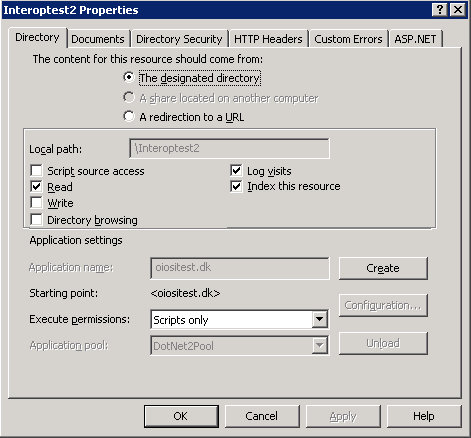 Interoptest2 Properties
Directory Documents Directory Security HTTP Headers Custom Errors ASP.NET
The content for this resource should come from:
The designated directory
A share located on another computer
A redirection to a URL
Local path: \Interoptest2
Script source access Log visits
Read Index this resource
Write
Directory browsing
Application settings
Application name: oiositest.dk Create
Starting point: <oiositest.dk>
Configuration...
Execute permissions: Scripts only
Application pool: DotNet2Pool Unload
OK Cancel Apply Help